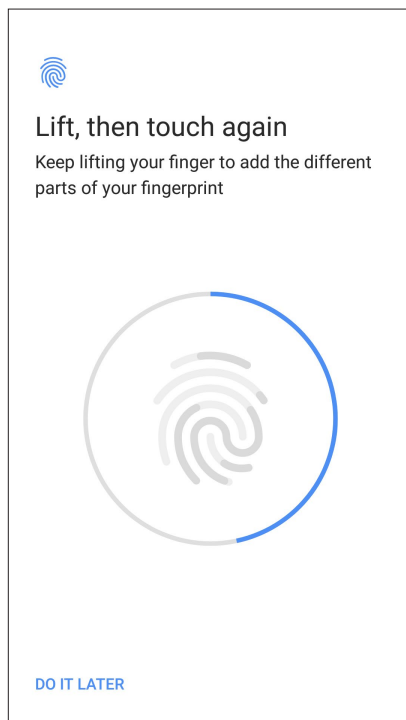 Lift, then touch again
Keep lifting your finger to add the different
parts of your fingerprint
DO IT LATER